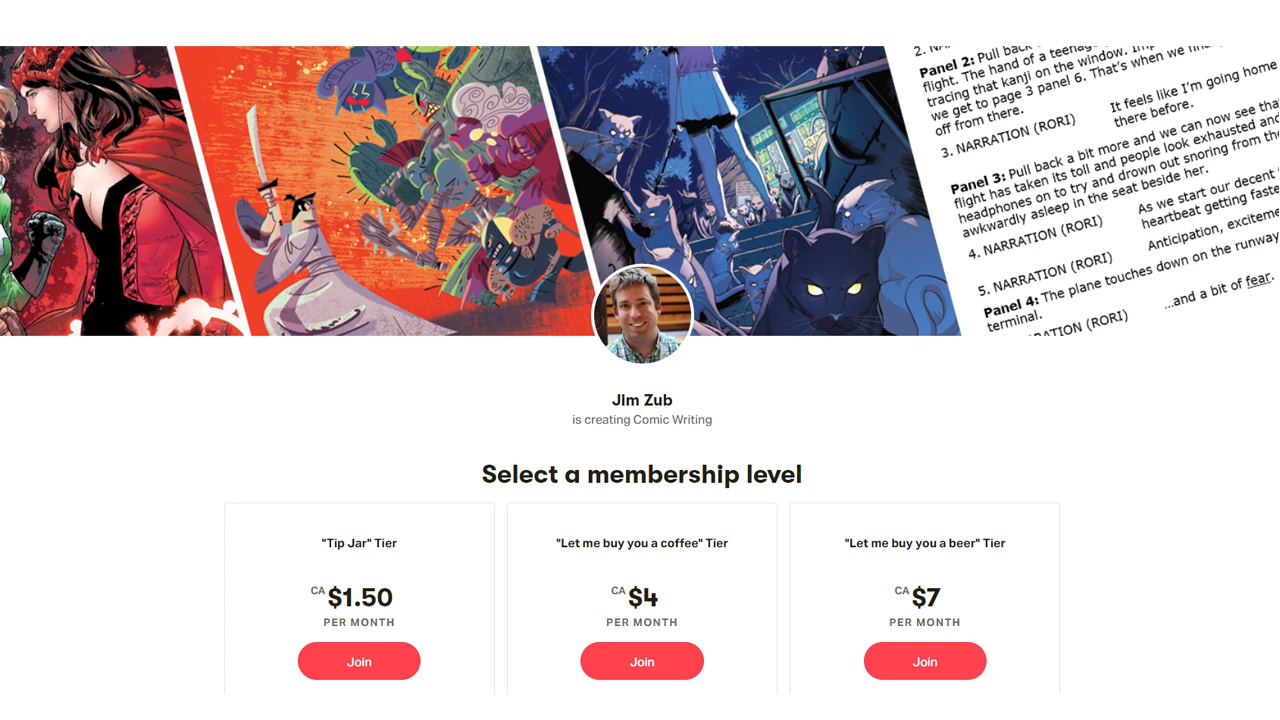 Panel 2: Pull back
flight. The hand of a teenage
tracing that kanji on the window.
we get to page 3 panel 6. That's when we
off from there.
3. NARRATION (RORI)
It feels like I'm going home
there before.
Panel 3: Pull back a bit more and we can now see
flight has taken its toll and people look exhausted and
headphones on to try and drown out snoring from the
awkwardly asleep in the seat beside her.
4. NARRATION (RORI)
As we start our decent
heartbeat getting
Anticipation,
5. NARRATION (RORI)
Panel 4: The plane touches down on the runway
terminal.
...and a bit of fear.
(RORI)
JIm Zub
is creating Comic Writing
Select a membership level
"Tip Jar" Tier
CA $1.50
PER MONTH
Join
"Let me buy you a coffee" Tier
CA $4
PER MONTH
Join
"Let me buy you a beer" Tier
CA $7
PER MONTH
Join